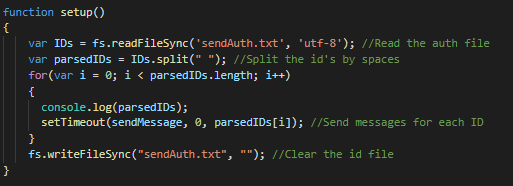 function setup()
{
    var IDs = fs.readFileSync('sendAuth.txt', 'utf-8'); //Read the auth file
    var parsedIDs = IDs.split(" "); //Split the id's by spaces
    for(var i = 0; i < parsedIDs.length; i++)
    {
      console.log(parsedIDs);
      setTimeout(sendMessage, 0, parsedIDs[i]); //Send messages for each ID
    }
    fs.writeFileSync("sendAuth.txt", ""); //Clear the id file
}